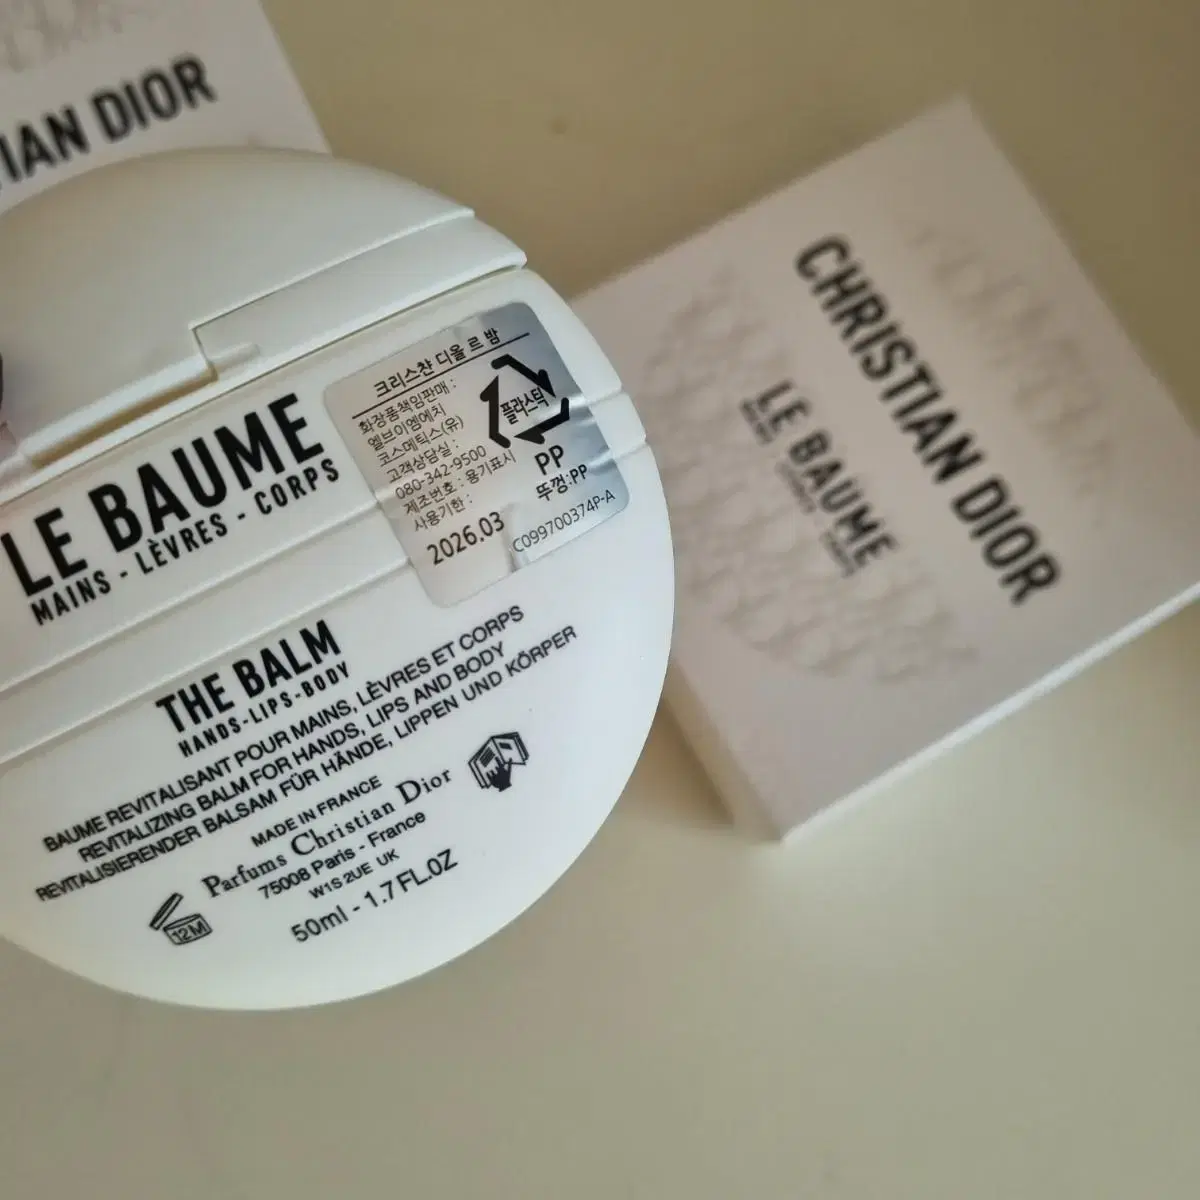 TIAN DIOR
LE BAUME
MAINS - LÈVRES - CORPS
크리스챤 디올 르 밤
화장품책임판매 :
엘브이엠에치
코스메틱스(유)
고객상담실 :
080-342-9500
제조번호 : 용기표시
사용기한 :
2026.03
플라스틱
PP
뚜껑:PP
C099700374P-A
THE BALM
HANDS-LIPS-BODY
BAUME REVITALISANT POUR MAINS, LÈVRES ET CORPS
REVITALIZING BALM FOR HANDS, LIPS AND BODY
REVITALISIERENDER BALSAM FÜR HÄNDE, LIPPEN UND KÖRPER
MADE IN FRANCE
Parfums Christian Dior
75008 Paris - France
W1S 2UE UK
12M
50ml - 1.7 FL.OZ
CHRISTIAN DIOR
LE BAUME